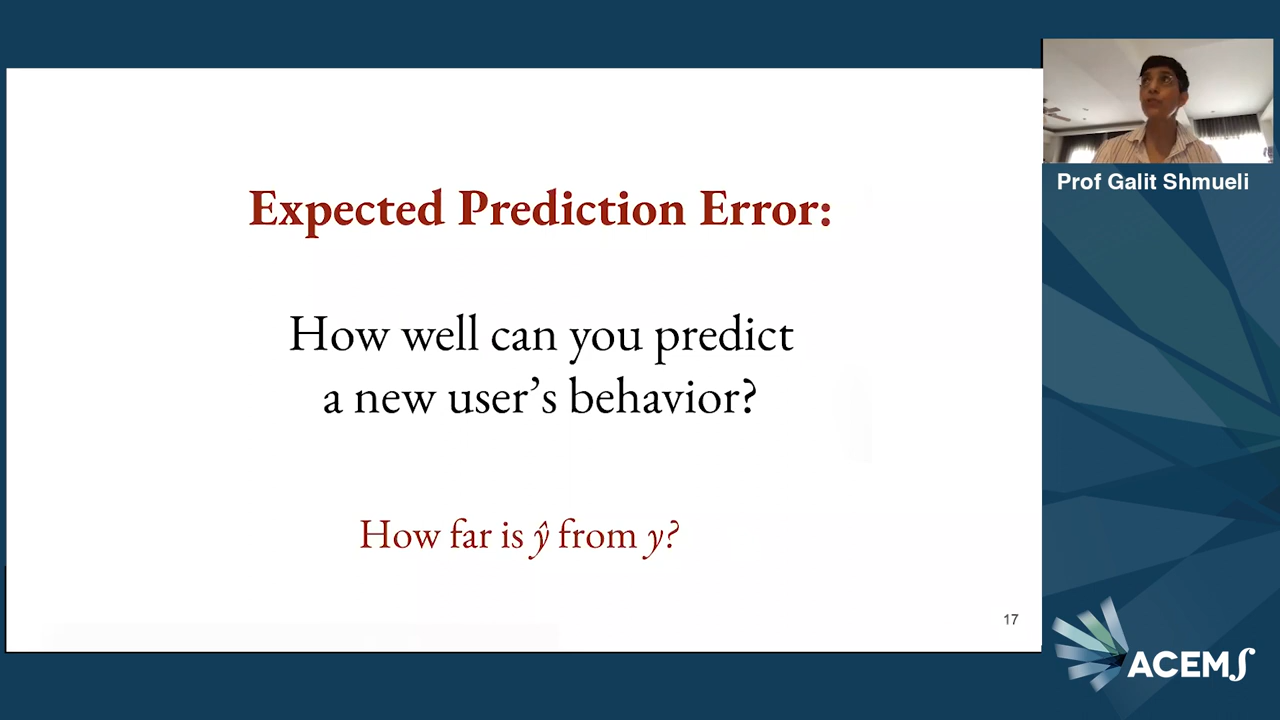 Expected Prediction Error:
How well can you predict
a new user’s behavior?
How far is ŷ from y?
17
Prof Galit Shmueli
ACEMS